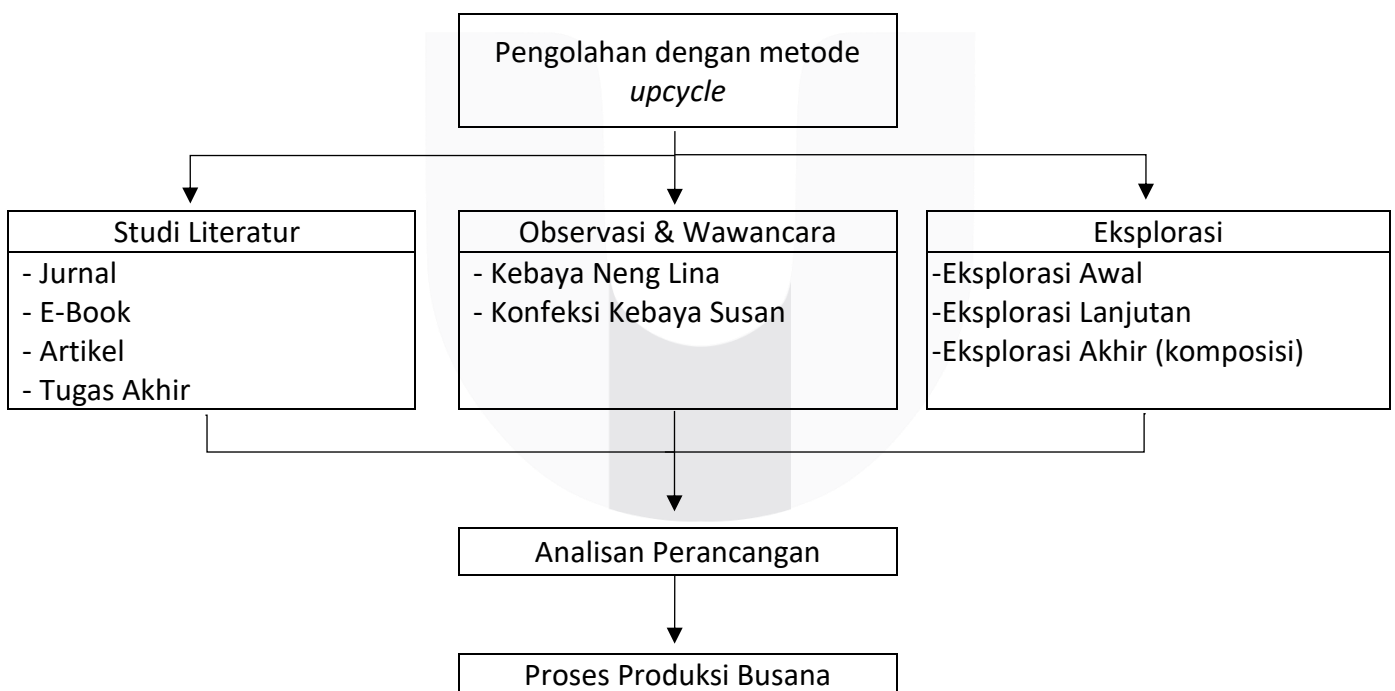 Pengolahan dengan metode
upcycle
Studi Literatur
- Jurnal
- E-Book
- Artikel
- Tugas Akhir
Observasi & Wawancara
- Kebaya Neng Lina
- Konfeksi Kebaya Susan
Eksplorasi
-Eksplorasi Awal
-Eksplorasi Lanjutan
-Eksplorasi Akhir (komposisi)
Analisan Perancangan
Proses Produksi Busana